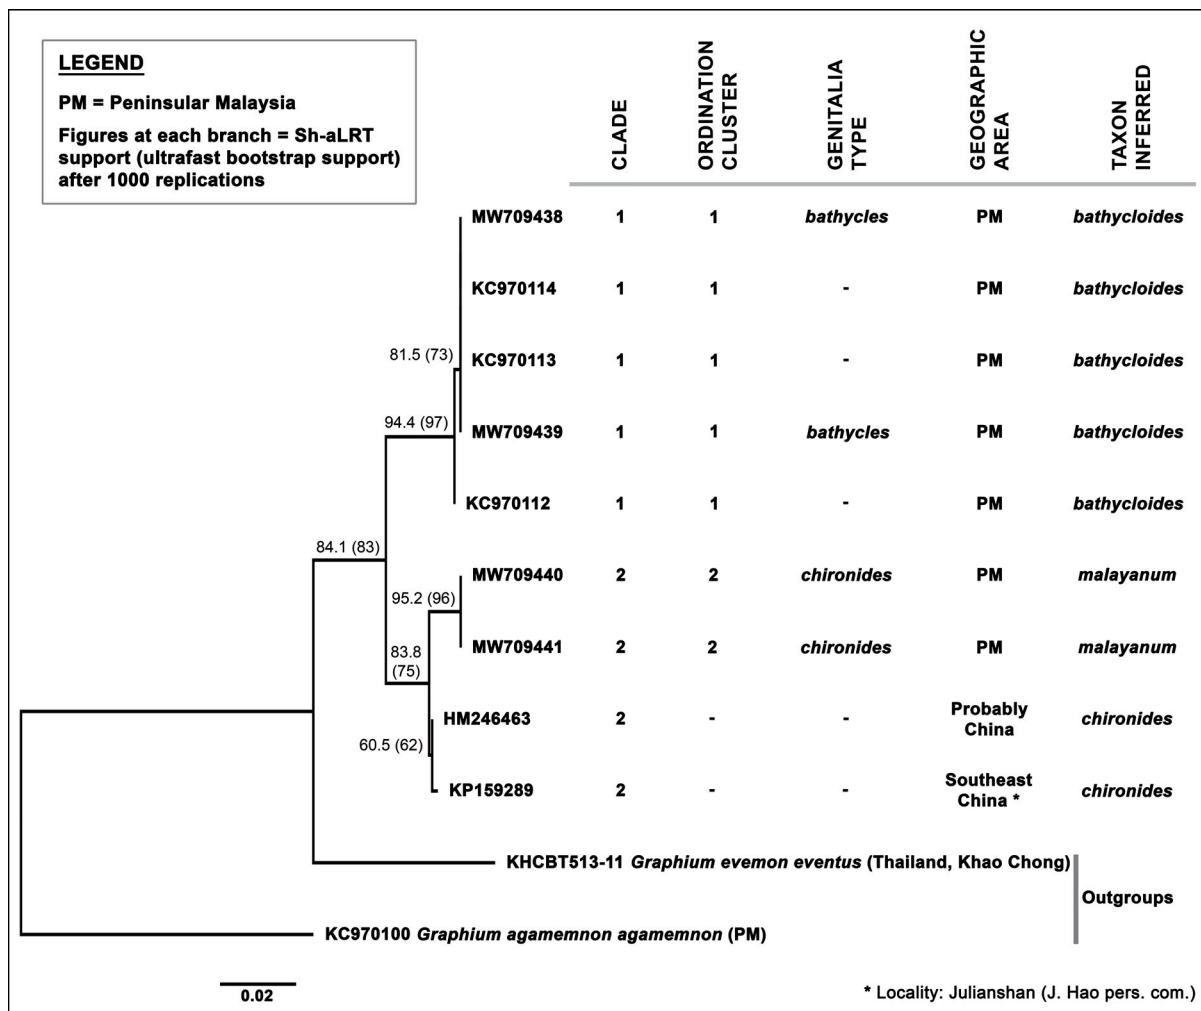 LEGEND
PM = Peninsular Malaysia
Figures at each branch = Sh-aLRT
support (ultrafast bootstrap support)
after 1000 replications
CLADE
ORDINATION
CLUSTER
GENITALIA
TYPE
GEOGRAPHIC
AREA
TAXON
INFERRED
MW709438 1 1 bathycles PM bathycloides
KC970114 1 1 - PM bathycloides
81.5 (73)
KC970113 1 1 - PM bathycloides
94.4 (97)
MW709439 1 1 bathycles PM bathycloides
KC970112 1 1 - PM bathycloides
84.1 (83)
MW709440 2 2 chironides PM malayanum
95.2 (96)
83.8
(75)
MW709441 2 2 chironides PM malayanum
HM246463 2 - - Probably
China chironides
60.5 (62)
KP159289 2 - - Southeast
China * chironides
KHCBT513-11 Graphium evemon eventus (Thailand, Khao Chong)
Outgroups
KC970100 Graphium agamemnon agamemnon (PM)
0.02
* Locality: Julianshan (J. Hao pers. com.)